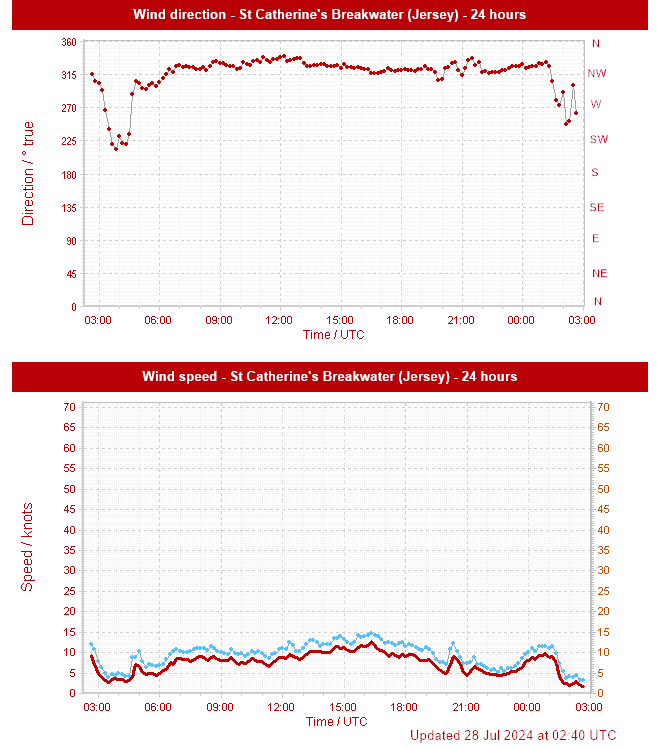 Wind direction - St Catherine's Breakwater (Jersey) - 24 hours
360 N
315 NW
270 W
225 SW
180 S
135 SE
90 E
45 NE
0 N
Direction / ° true
03:00 06:00 09:00 12:00 15:00 18:00 21:00 00:00 03:00
Time / UTC
Wind speed - St Catherine's Breakwater (Jersey) - 24 hours
70 70
65 65
60 60
55 55
50 50
45 45
40 40
35 35
30 30
25 25
20 20
15 15
10 10
5 5
0 0
Speed / knots
03:00 06:00 09:00 12:00 15:00 18:00 21:00 00:00 03:00
Time / UTC
Updated 28 Jul 2024 at 02:40 UTC